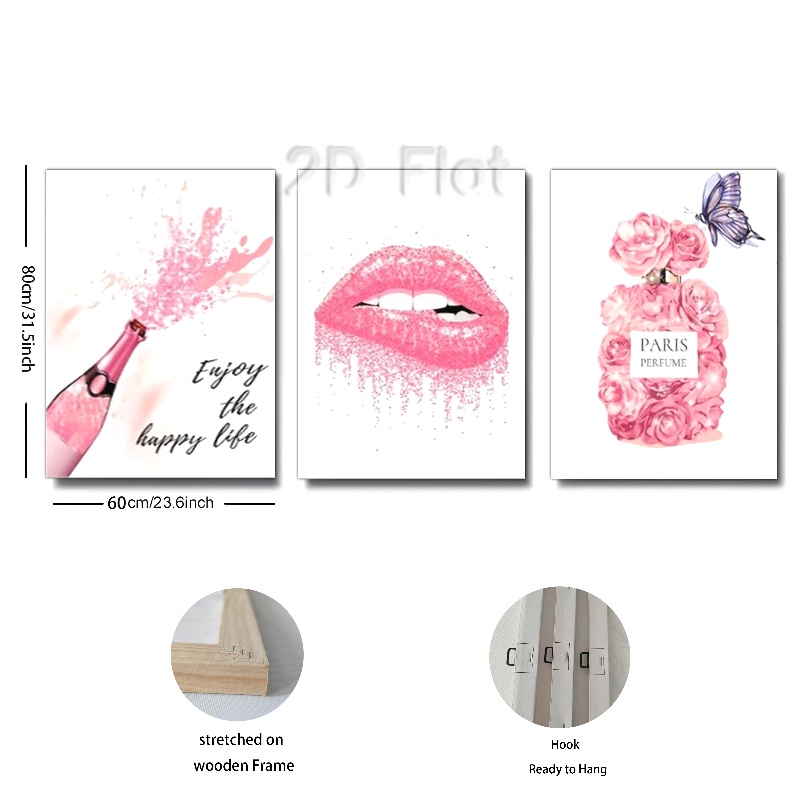 2D Flat
80cm/31.5inch
Enjoy
the
happy life
PARIS
PERFUME
60cm/23.6inch
stretched on
wooden Frame
Hook
Ready to Hang